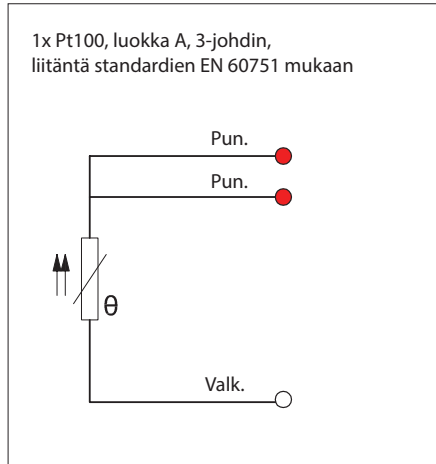 1x Pt100, luokka A, 3-johdin,
liitäntä standardien EN 60751 mukaan
Pun.
Pun.
θ
Valk.